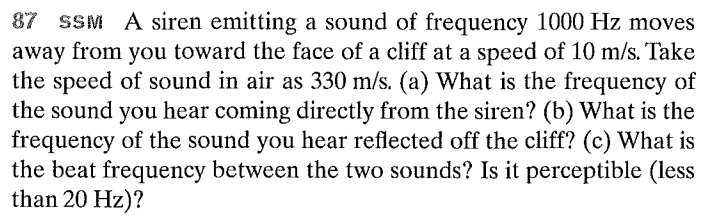 87 SSM A siren emitting a sound of frequency 1000 Hz moves
away from you toward the face of a cliff at a speed of 10 m/s. Take
the speed of sound in air as 330 m/s. (a) What is the frequency of
the sound you hear coming directly from the siren? (b) What is the
frequency of the sound you hear reflected off the cliff? (c) What is
the beat frequency between the two sounds? Is it perceptible (less
than 20 Hz)?